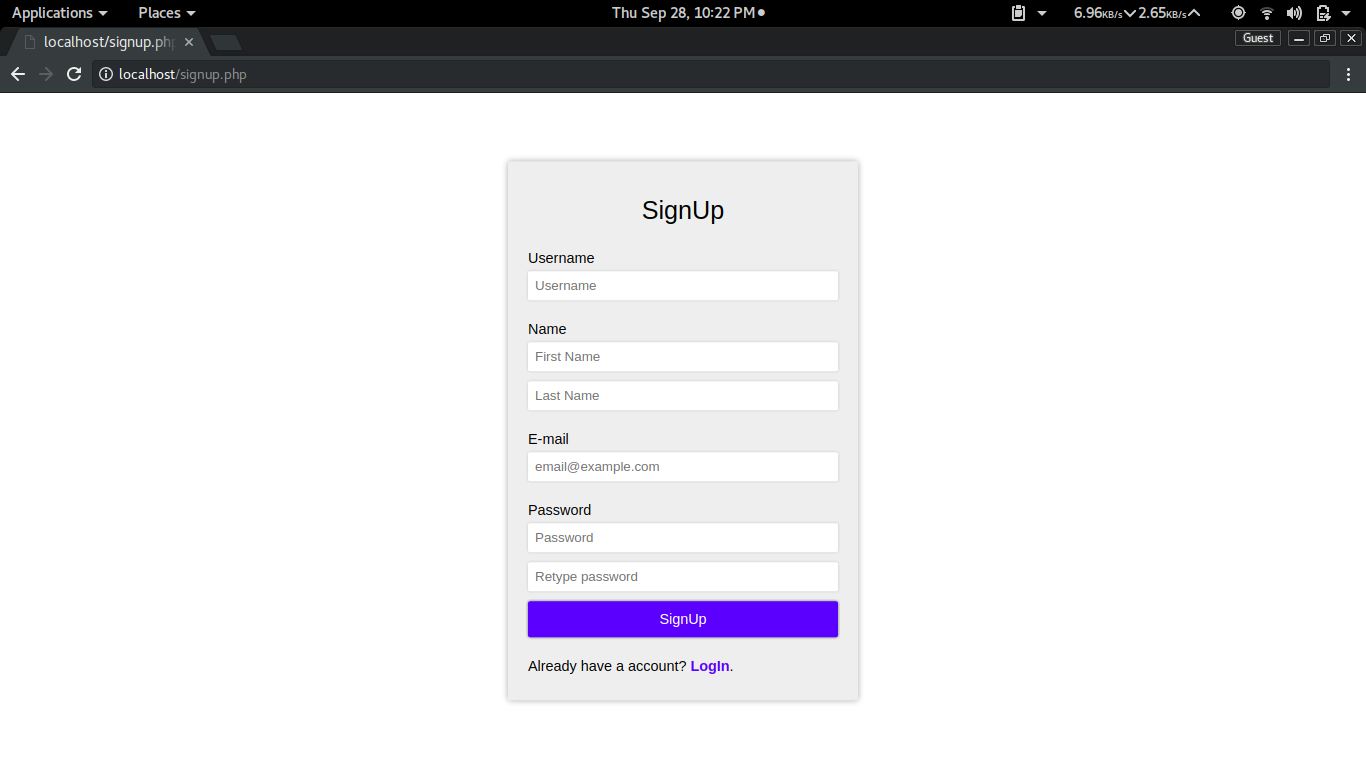 Applications Places Thu Sep 28, 10:22 PM 6.96KB/s 2.65KB/s
localhost/signup.php Guest
localhost/signup.php
SignUp
Username
Username
Name
First Name
Last Name
E-mail
email@example.com
Password
Password
Retype password
SignUp
Already have a account? LogIn.